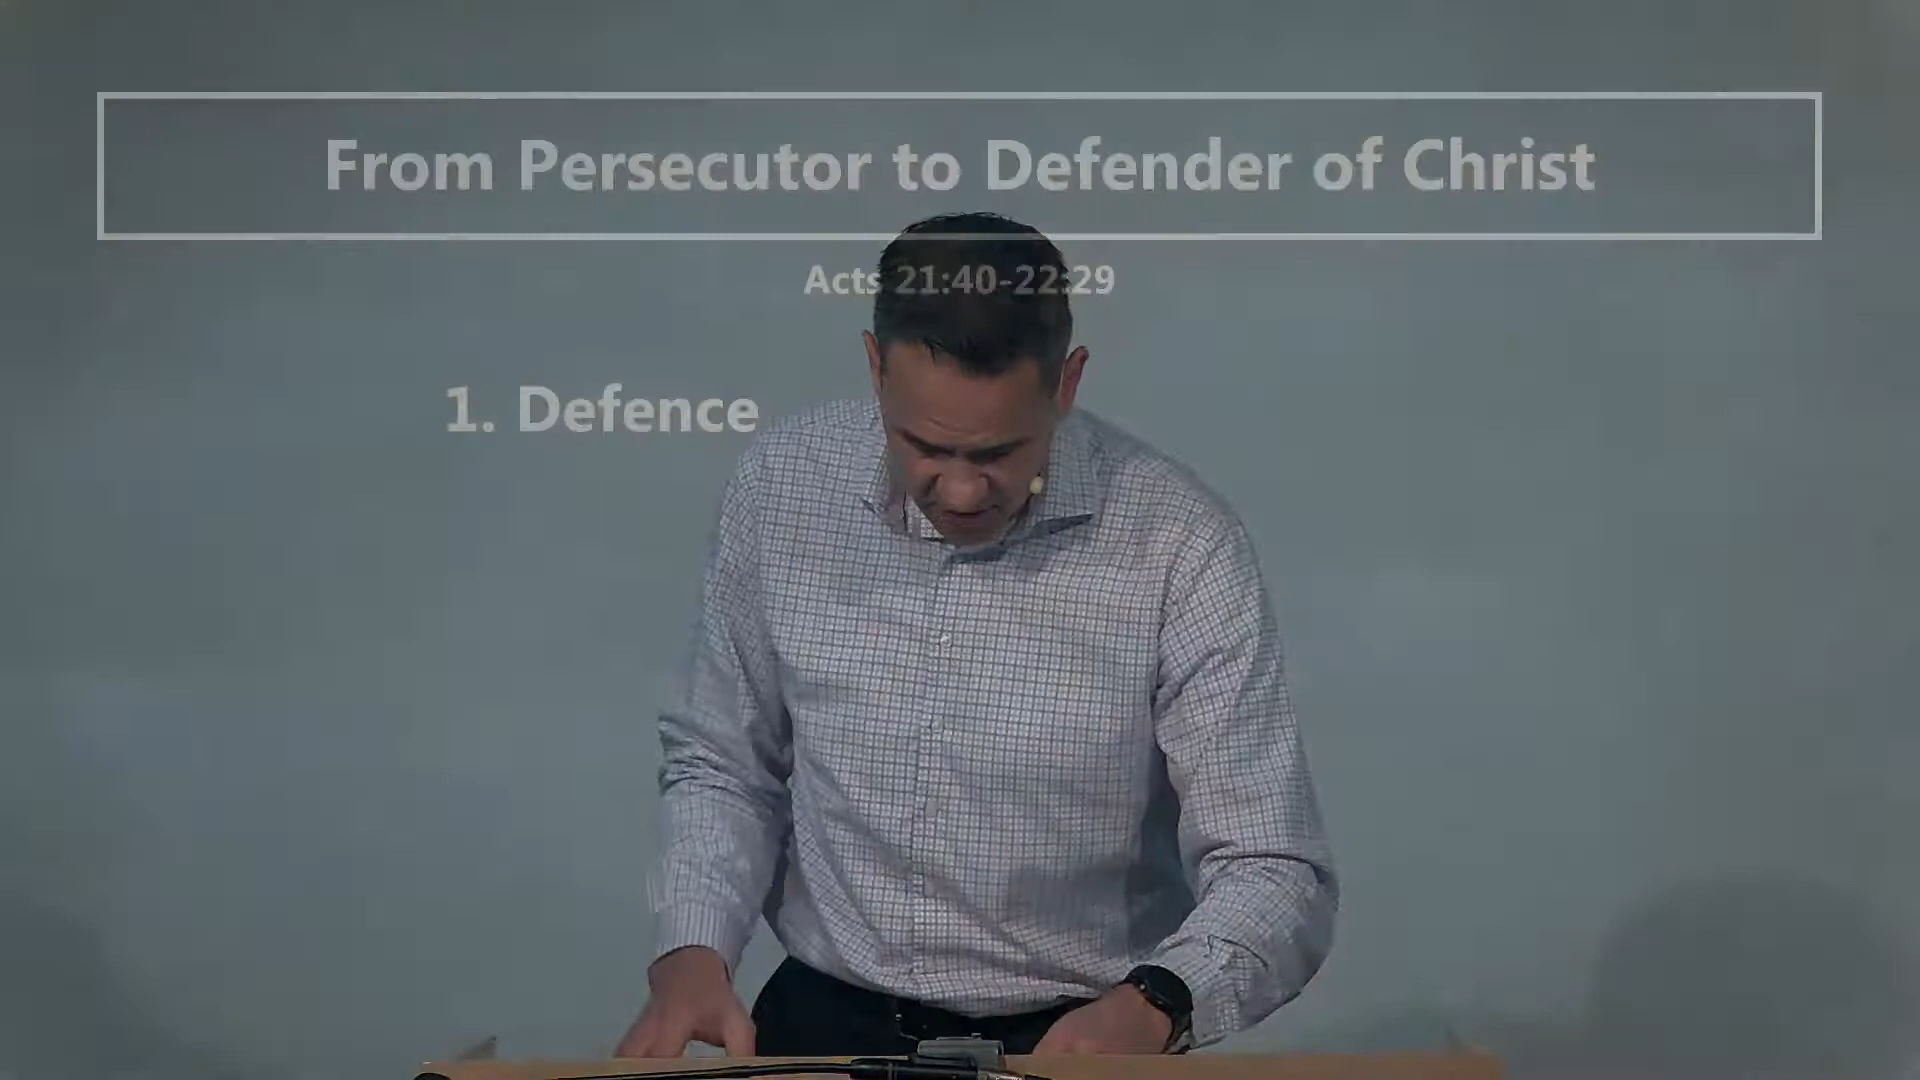 From Persecutor to Defender of Christ
Acts 21:40-22:29
1. Defence